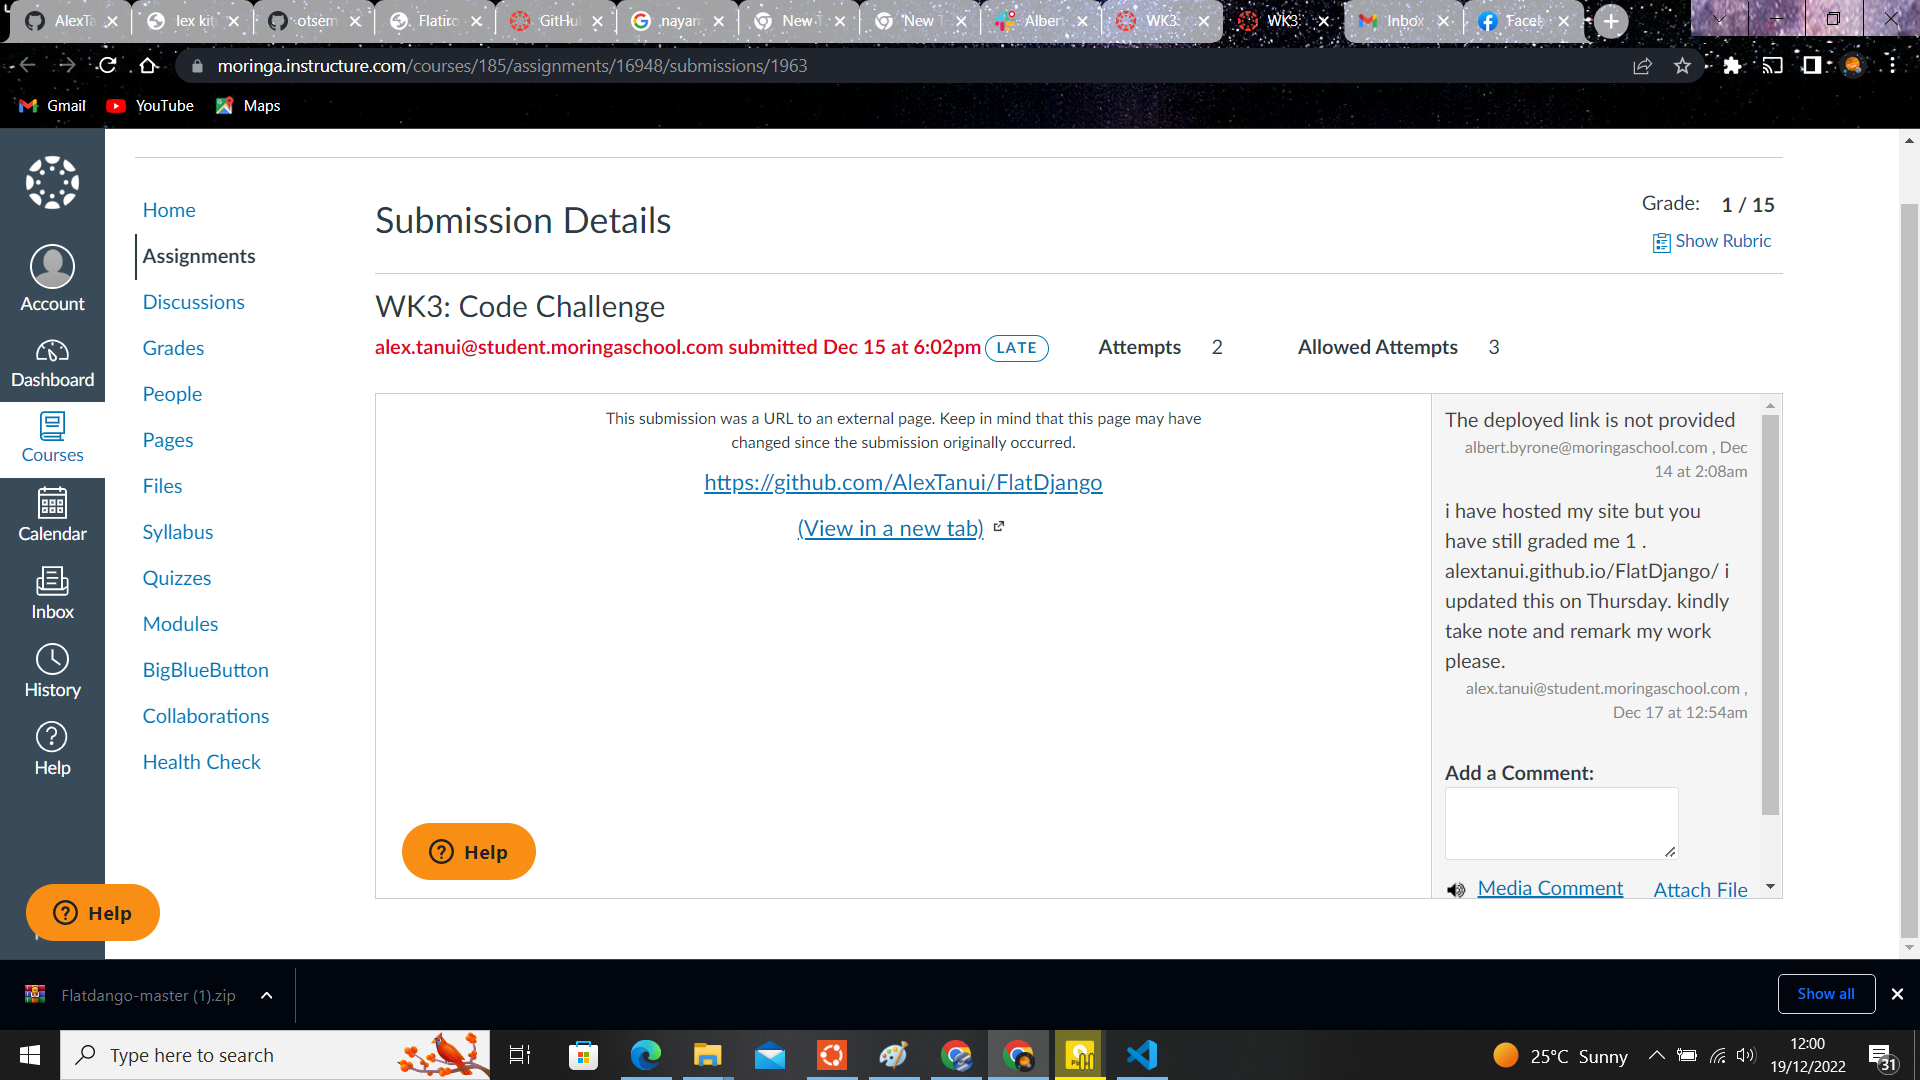 AlexTa
lex kit
otsem
Flatiro
GitHu
nayan
New T
New T
Albert
WK3:
WK3:
Inbox
Faceb
moringa.instructure.com/courses/185/assignments/16948/submissions/1963
Gmail
YouTube
Maps
Account
Dashboard
Courses
Calendar
Inbox
History
Help
Help
Home
Assignments
Discussions
Grades
People
Pages
Files
Syllabus
Quizzes
Modules
BigBlueButton
Collaborations
Health Check
Submission Details
Grade: 1 / 15
Show Rubric
WK3: Code Challenge
alex.tanui@student.moringaschool.com submitted Dec 15 at 6:02pm LATE Attempts 2 Allowed Attempts 3
This submission was a URL to an external page. Keep in mind that this page may have
changed since the submission originally occurred.
https://github.com/AlexTanui/FlatDjango
(View in a new tab)
Help
The deployed link is not provided
albert.byrone@moringaschool.com , Dec
14 at 2:08am
i have hosted my site but you
have still graded me 1 .
alextanui.github.io/FlatDjango/ i
updated this on Thursday. kindly
take note and remark my work
please.
alex.tanui@student.moringaschool.com ,
Dec 17 at 12:54am
Add a Comment:
Media Comment
Attach File
Flatdango-master (1).zip
Show all
Type here to search
25°C Sunny
12:00
19/12/2022
31